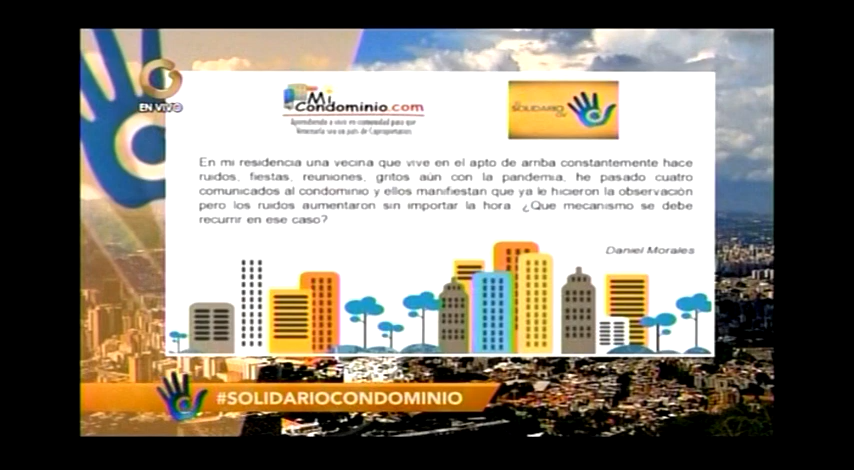 EN VIVO
Mi
Condominio.com
Aprendiendo a vivir en comunidad para que
Venezuela sea un país de Copropietarios
SOLIDARIO
En mi residencia una vecina que vive en el apto de arriba constantemente hace
ruidos, fiestas, reuniones, gritos aún con la pandemia, he pasado cuatro
comunicados al condominio y ellos manifiestan que ya le hicieron la observación
pero los ruidos aumentaron sin importar la hora ¿Que mecanismo se debe
recurrir en ese caso?
Daniel Morales
#SOLIDARIOCONDOMINIO